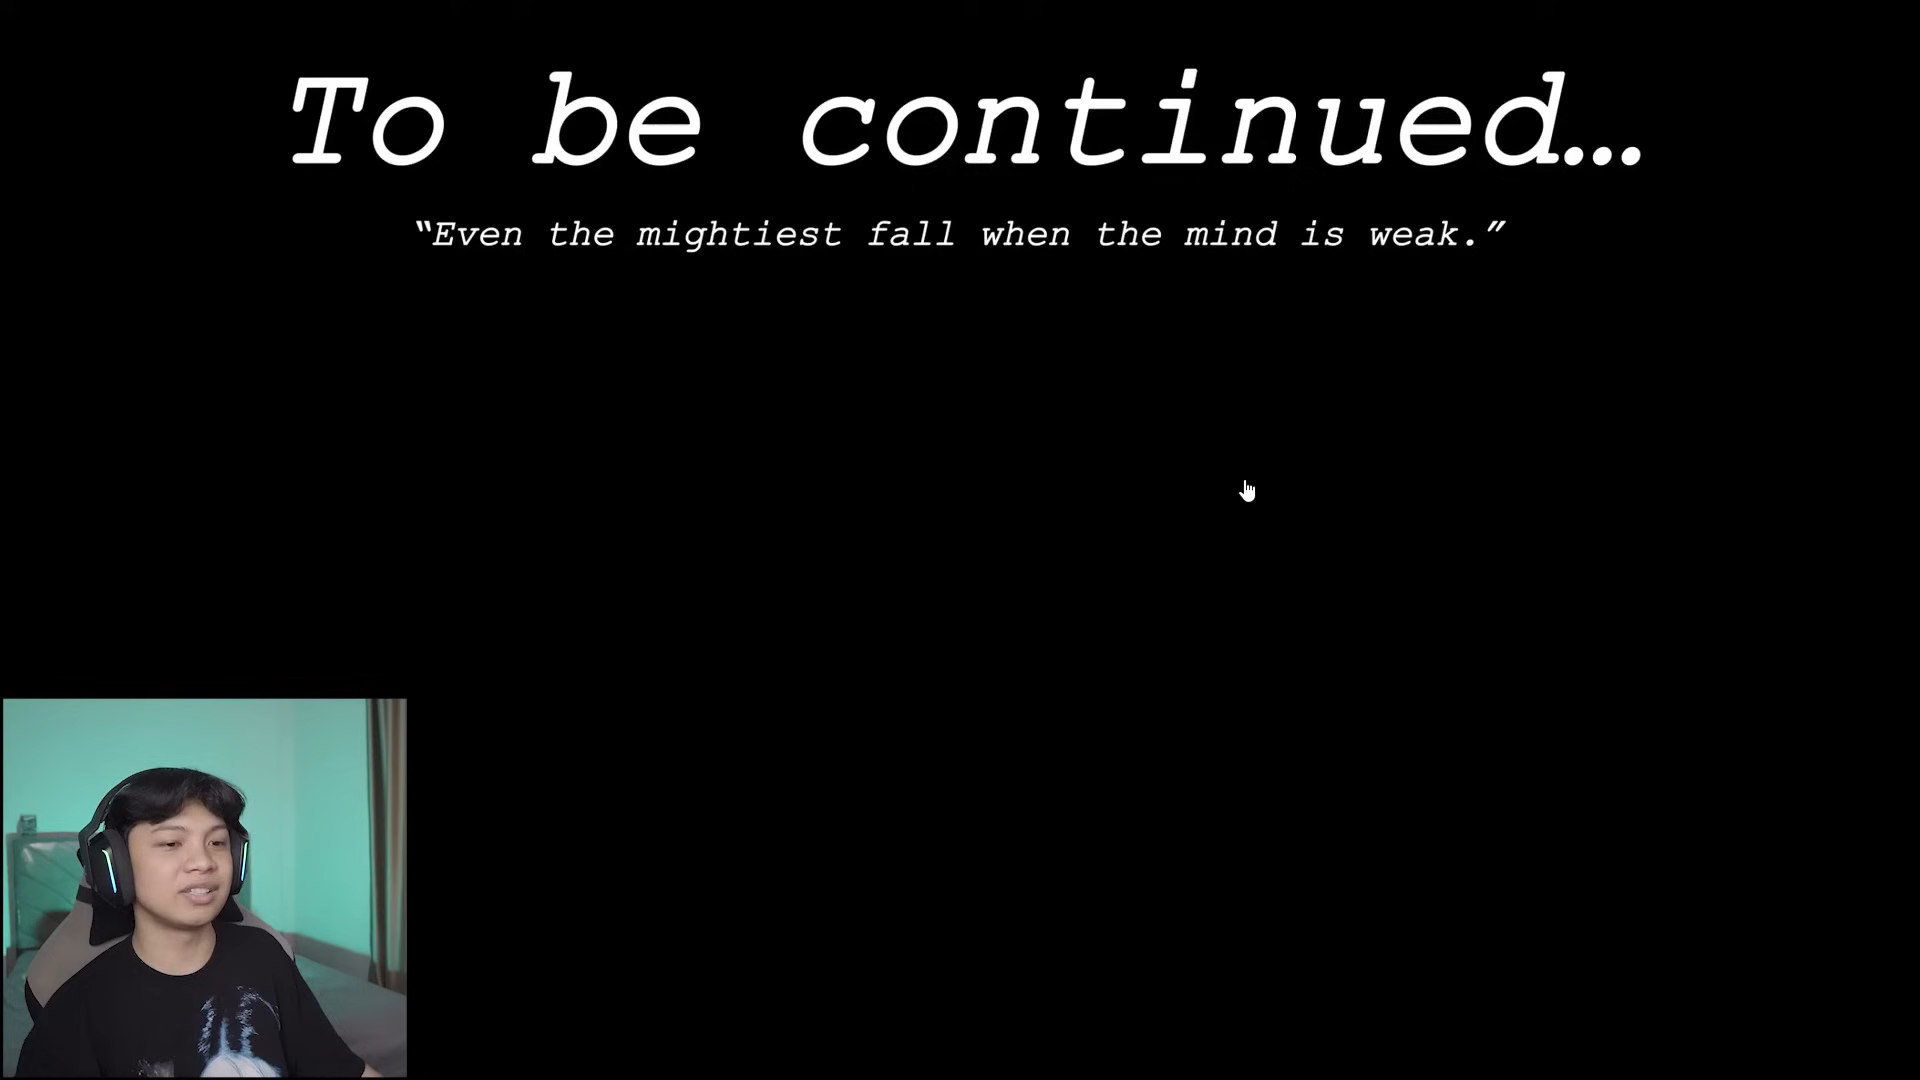 To be continued…
“Even the mightiest fall when the mind is weak.”